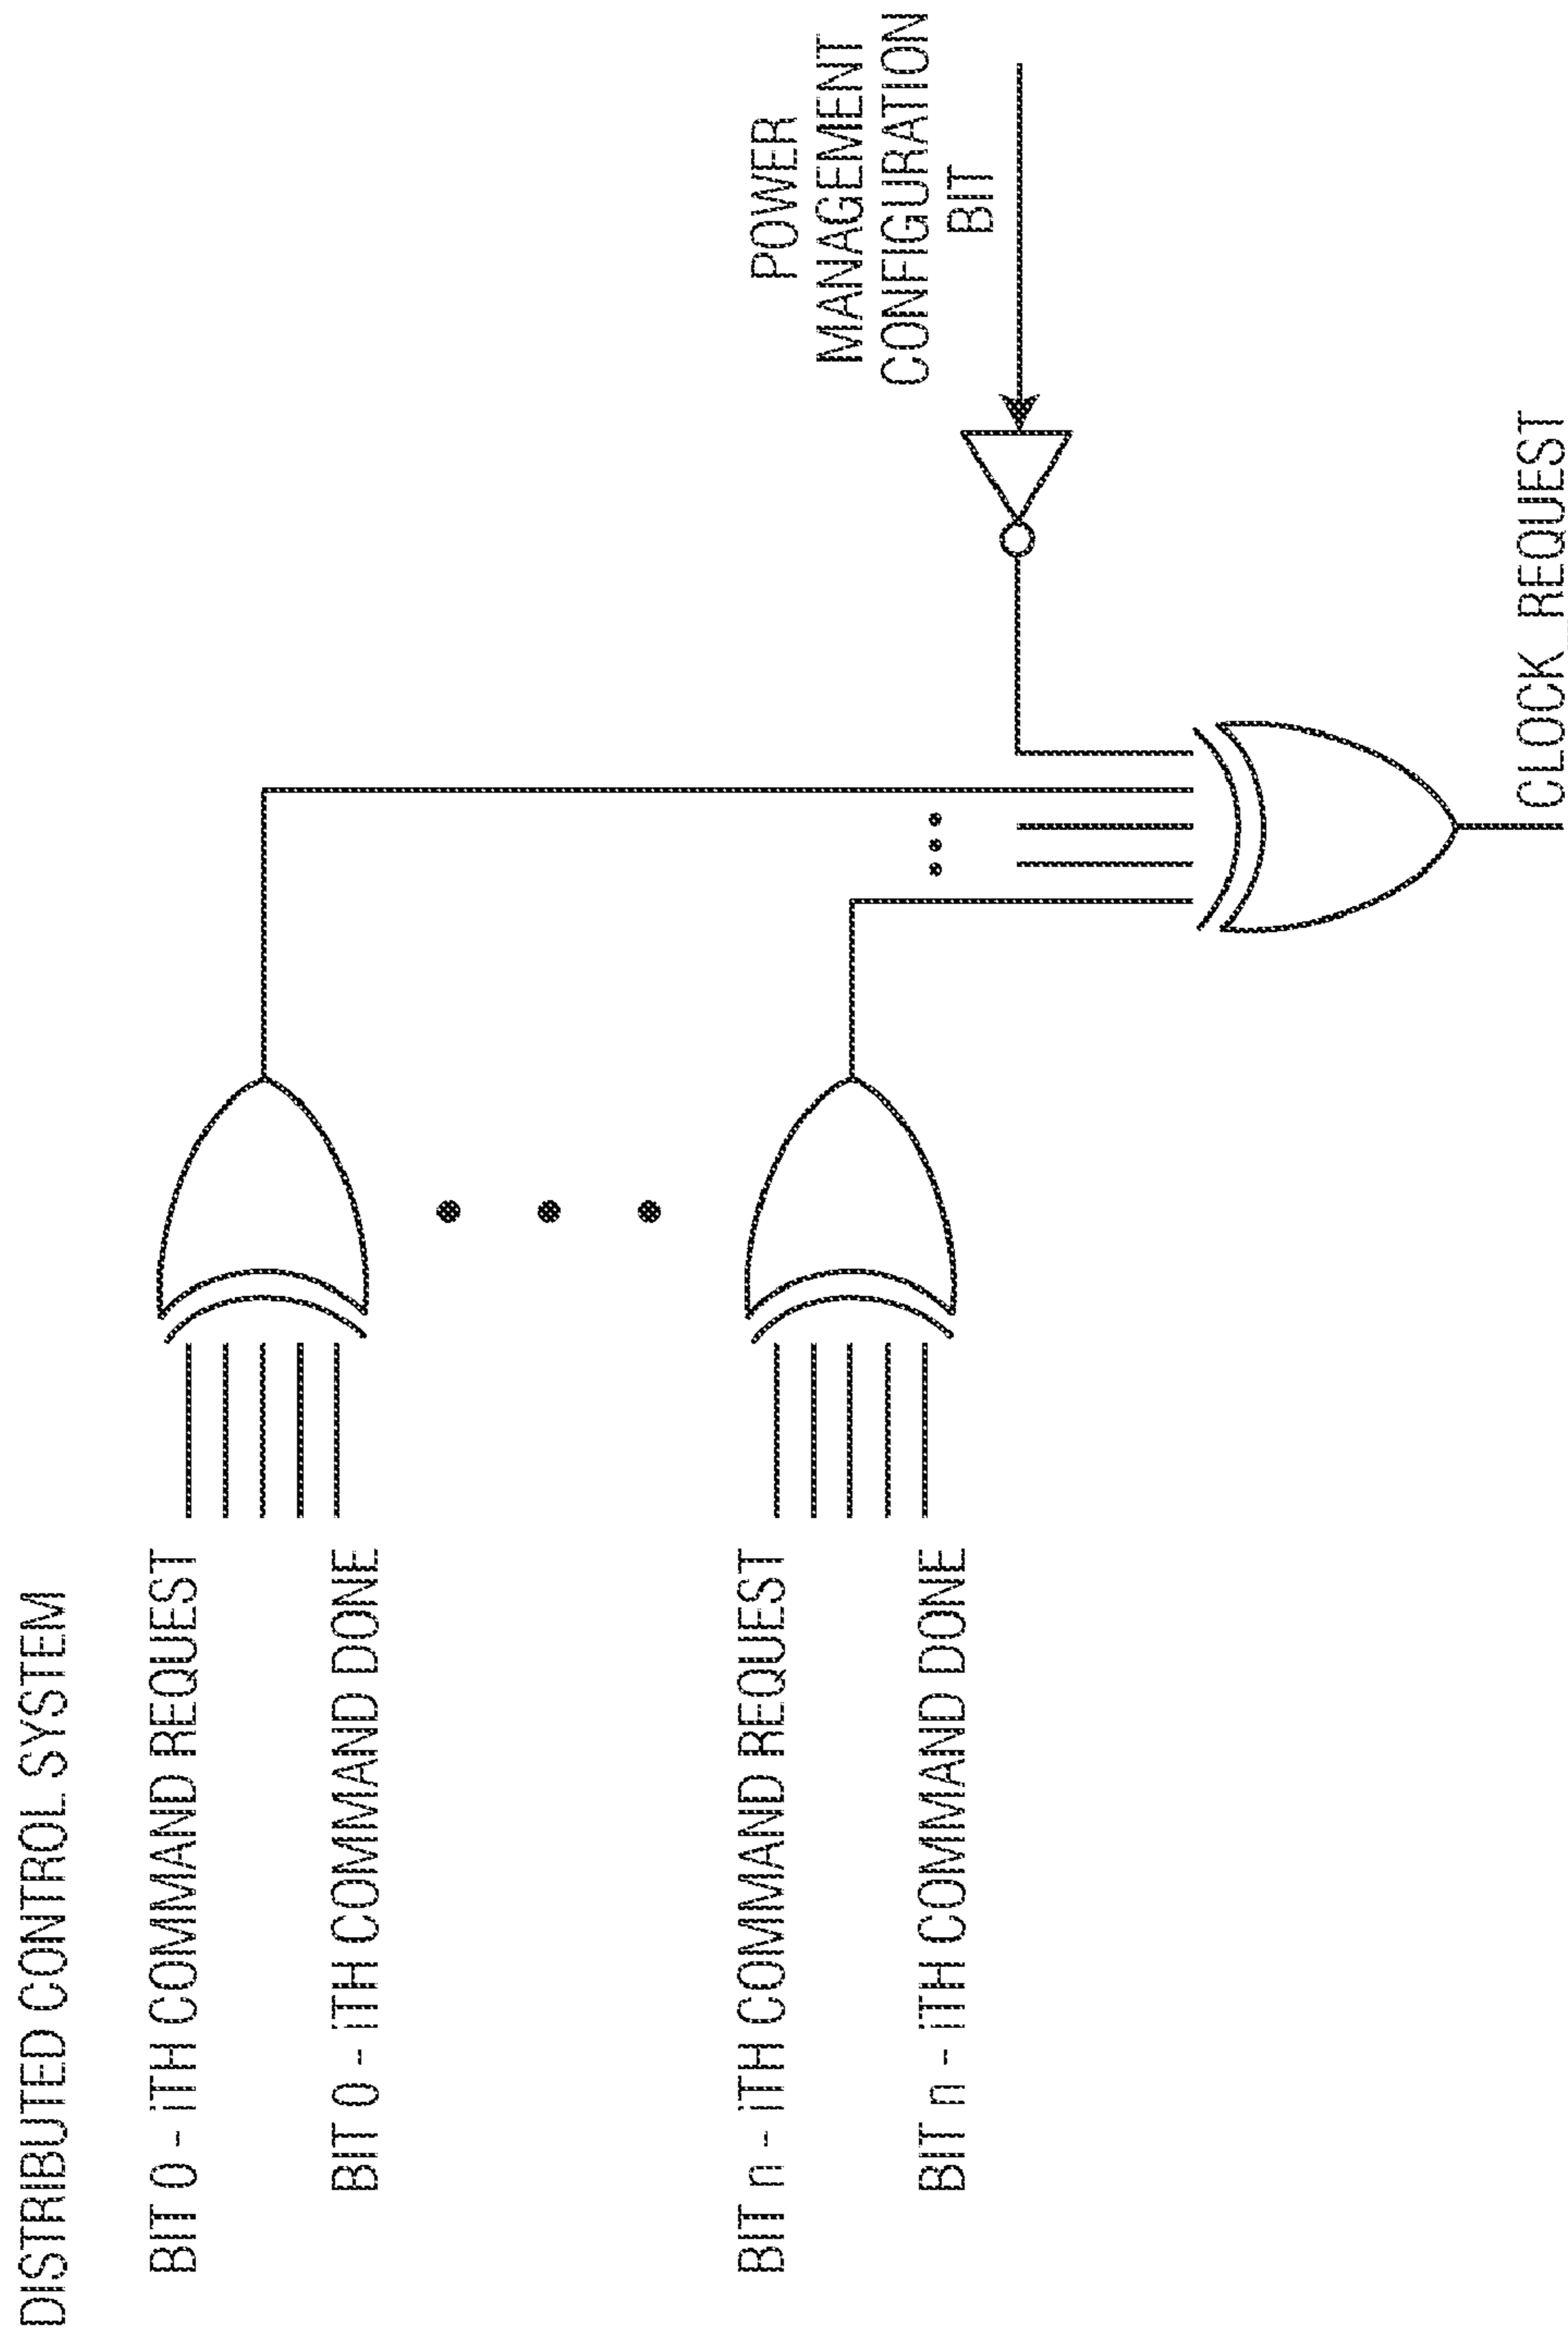 DISTRIBUTED CONTROL SYSTEM
BIT 0 - iTH COMMAND REQUEST
BIT 0 - iTH COMMAND DONE
BIT n - iTH COMMAND REQUEST
BIT n - iTH COMMAND DONE
POWER
MANAGEMENT
CONFIGURATION
BIT
CLOCK_REQUEST